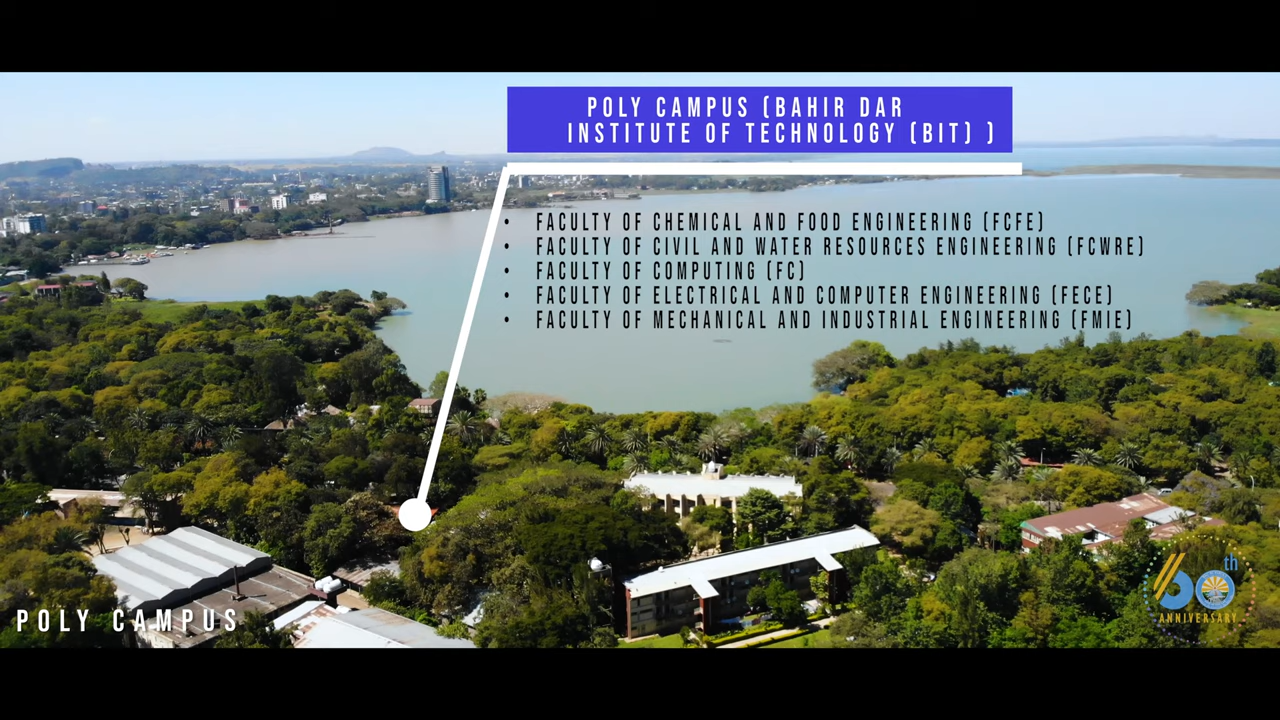 POLY CAMPUS (BAHIR DAR
INSTITUTE OF TECHNOLOGY (BIT) )
• FACULTY OF CHEMICAL AND FOOD ENGINEERING (FCFE)
• FACULTY OF CIVIL AND WATER RESOURCES ENGINEERING (FCWRE)
• FACULTY OF COMPUTING (FC)
• FACULTY OF ELECTRICAL AND COMPUTER ENGINEERING (FECE)
• FACULTY OF MECHANICAL AND INDUSTRIAL ENGINEERING (FMIE)
POLY CAMPUS
60th
ANNIVERSARY